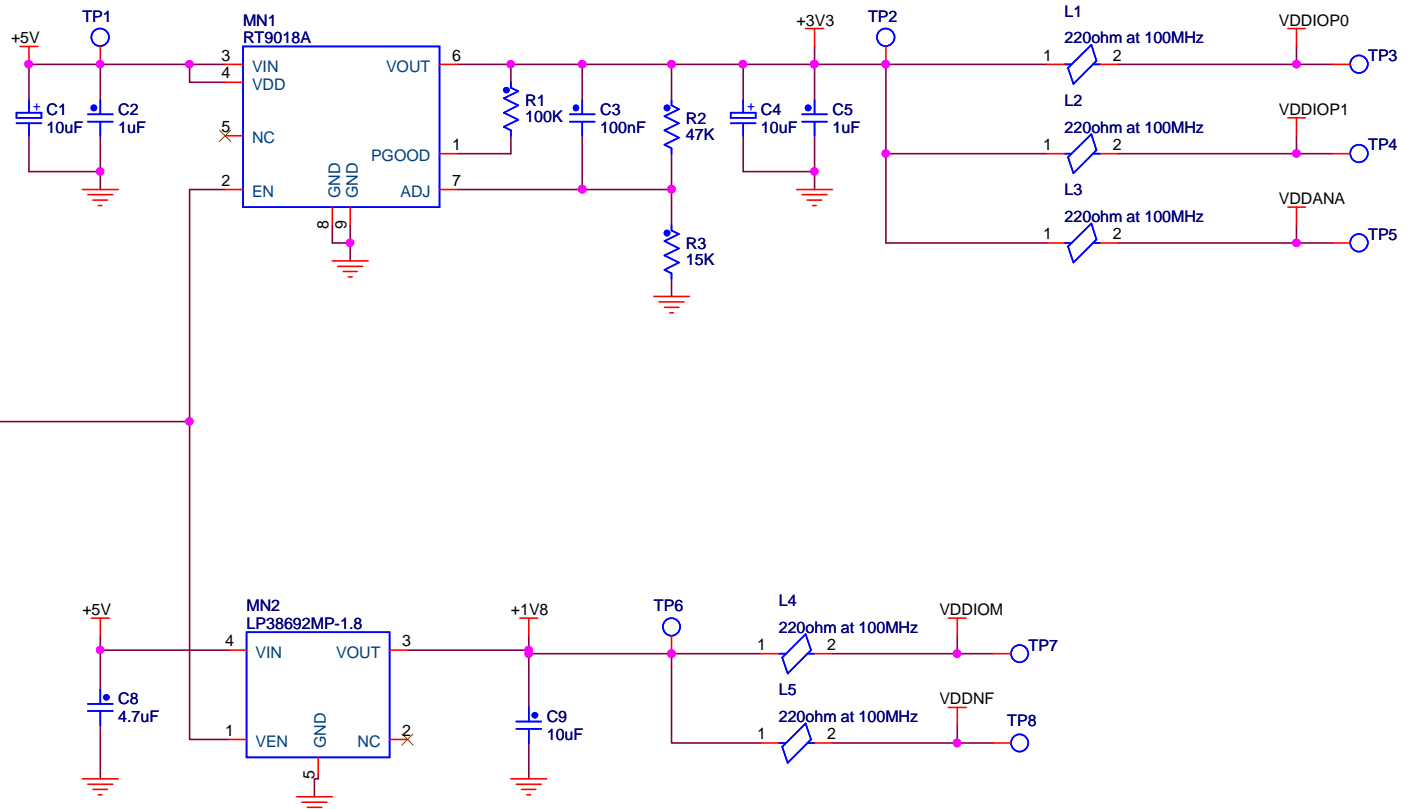 +5V
TP1
MN1
RT9018A
+3V3
TP2
L1
220ohm at 100MHz
VDDIOP0
3
VIN
VOUT
6
1
2
TP3
4
VDD
C1
10uF
C2
1uF
R1
100K
C3
100nF
R2
47K
C4
10uF
C5
1uF
L2
220ohm at 100MHz
VDDIOP1
5
NC
PGOOD
1
1
2
TP4
2
EN
GND
GND
ADJ
7
L3
220ohm at 100MHz
VDDANA
8
9
R3
15K
1
2
TP5
+5V
MN2
LP38692MP-1.8
+1V8
TP6
L4
220ohm at 100MHz
VDDIOM
4
VIN
VOUT
3
1
2
TP7
C8
4.7uF
C9
10uF
L5
220ohm at 100MHz
VDDNF
1
VEN
GND
NC
2
1
2
TP8
5